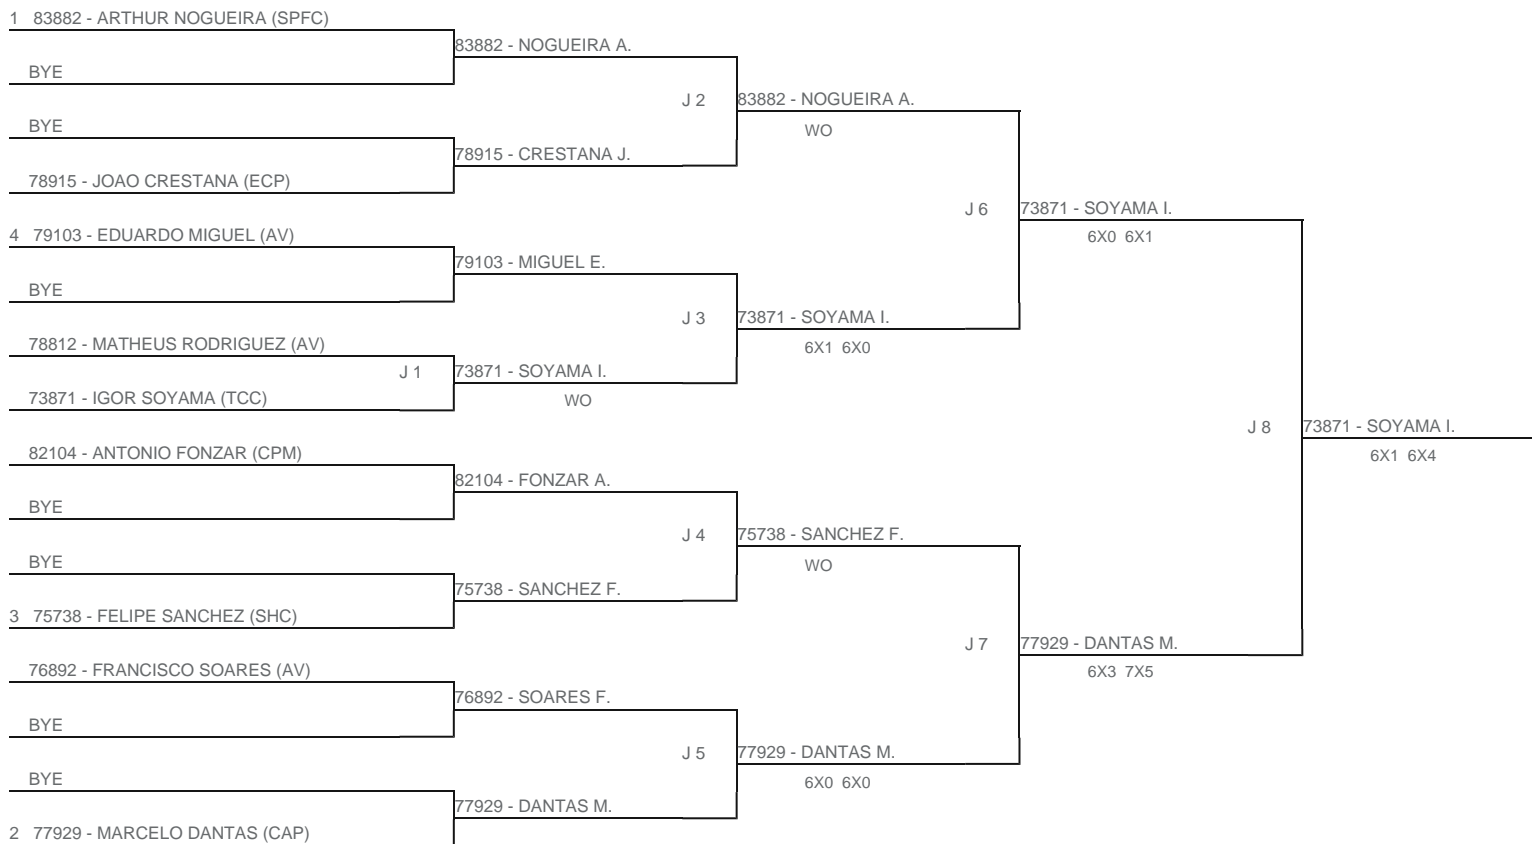 1 83882 - ARTHUR NOGUEIRA (SPFC)
83882 - NOGUEIRA A.
BYE
J 2
83882 - NOGUEIRA A.
BYE
WO
78915 - CRESTANA J.
78915 - JOAO CRESTANA (ECP)
J 6
73871 - SOYAMA I.
4 79103 - EDUARDO MIGUEL (AV)
6X0 6X1
79103 - MIGUEL E.
BYE
J 3
73871 - SOYAMA I.
78812 - MATHEUS RODRIGUEZ (AV)
6X1 6X0
J 1
73871 - SOYAMA I.
73871 - IGOR SOYAMA (TCC)
WO
J 8
73871 - SOYAMA I.
82104 - ANTONIO FONZAR (CPM)
6X1 6X4
82104 - FONZAR A.
BYE
J 4
75738 - SANCHEZ F.
BYE
WO
75738 - SANCHEZ F.
3 75738 - FELIPE SANCHEZ (SHC)
J 7
77929 - DANTAS M.
76892 - FRANCISCO SOARES (AV)
6X3 7X5
76892 - SOARES F.
BYE
J 5
77929 - DANTAS M.
BYE
6X0 6X0
77929 - DANTAS M.
2 77929 - MARCELO DANTAS (CAP)